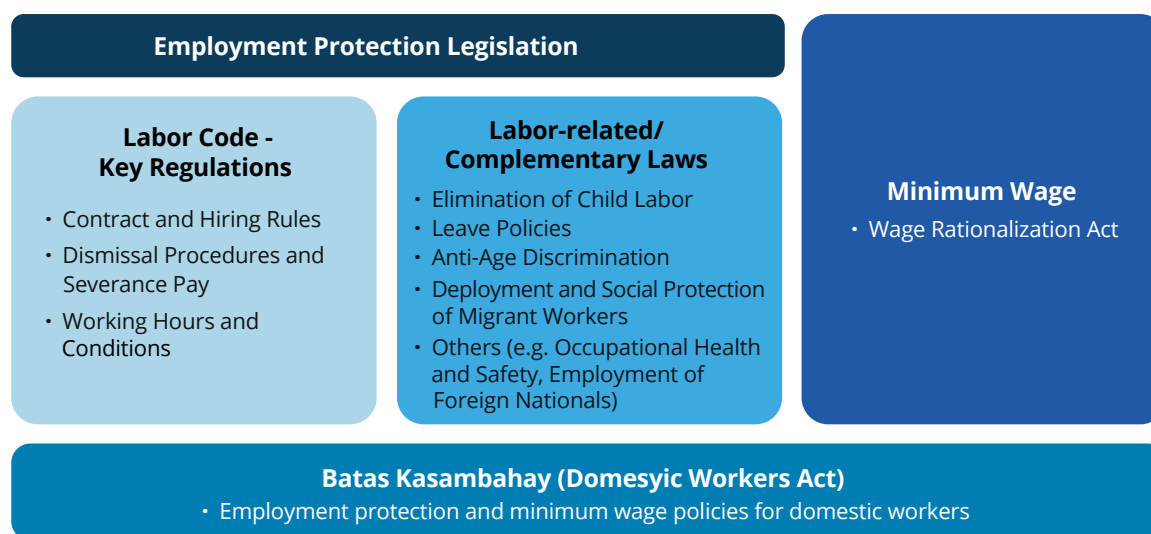 Employment Protection Legislation
Labor Code -
Key Regulations
· Contract and Hiring Rules
· Dismissal Procedures and
Severance Pay
· Working Hours and
Conditions
Labor-related/
Complementary Laws
· Elimination of Child Labor
· Leave Policies
· Anti-Age Discrimination
· Deployment and Social Protection
of Migrant Workers
· Others (e.g. Occupational Health
and Safety, Employment of
Foreign Nationals)
Minimum Wage
· Wage Rationalization Act
Batas Kasambahay (Domesyic Workers Act)
· Employment protection and minimum wage policies for domestic workers